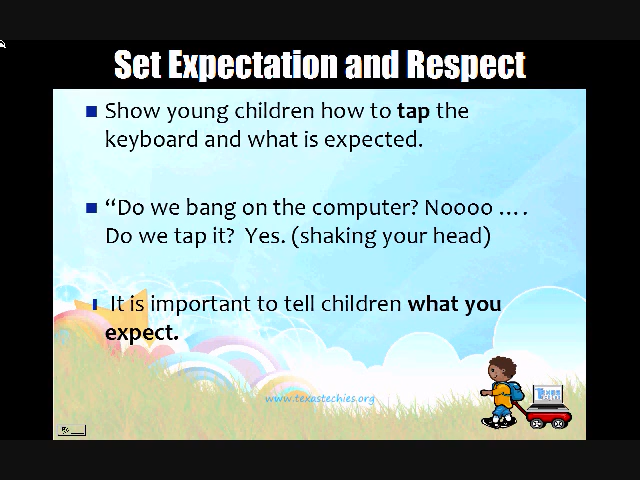 Set Expectation and Respect
Show young children how to tap the
keyboard and what is expected.
“Do we bang on the computer? Noooo ….
Do we tap it?  Yes. (shaking your head)
It is important to tell children what you
expect.
www.texastechies.org